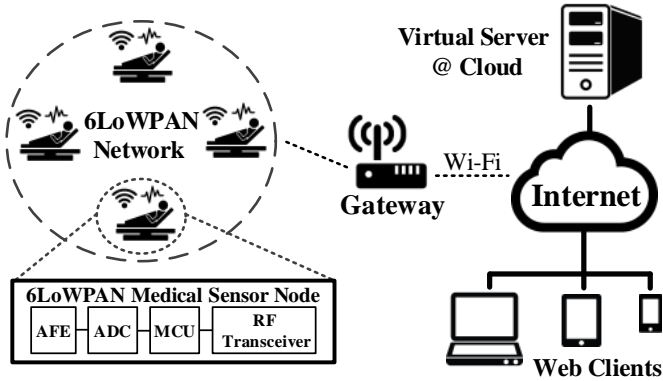 Virtual Server
@ Cloud
6LoWPAN
Network
Wi-Fi
Gateway
Internet
6LoWPAN Medical Sensor Node
AFE
ADC
MCU
RF
Transceiver
Web Clients